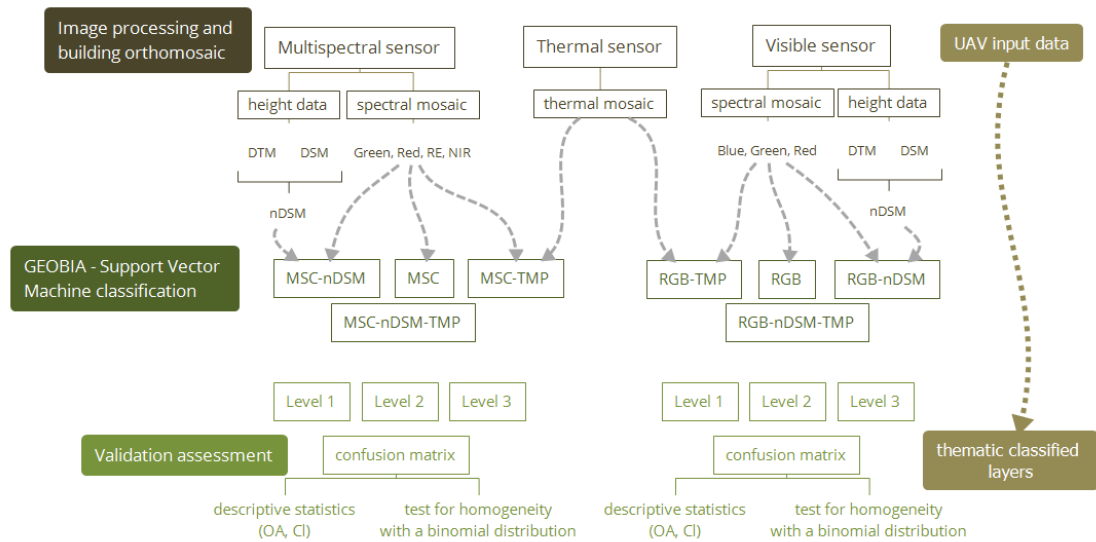 Image processing and
building orthomosaic
Multispectral sensor
Thermal sensor
Visible sensor
UAV input data
height data
spectral mosaic
thermal mosaic
spectral mosaic
height data
DTM DSM
Green, Red, RE, NIR
Blue, Green, Red
DTM DSM
nDSM
nDSM
GEOBIA - Support Vector
Machine classification
MSC-nDSM
MSC
MSC-TMP
RGB-TMP
RGB
RGB-nDSM
MSC-nDSM-TMP
RGB-nDSM-TMP
Level 1
Level 2
Level 3
Level 1
Level 2
Level 3
Validation assessment
confusion matrix
confusion matrix
thematic classified
layers
descriptive statistics
(OA, Cl)
test for homogeneity
with a binomial distribution
descriptive statistics
(OA, Cl)
test for homogeneity
with a binomial distribution